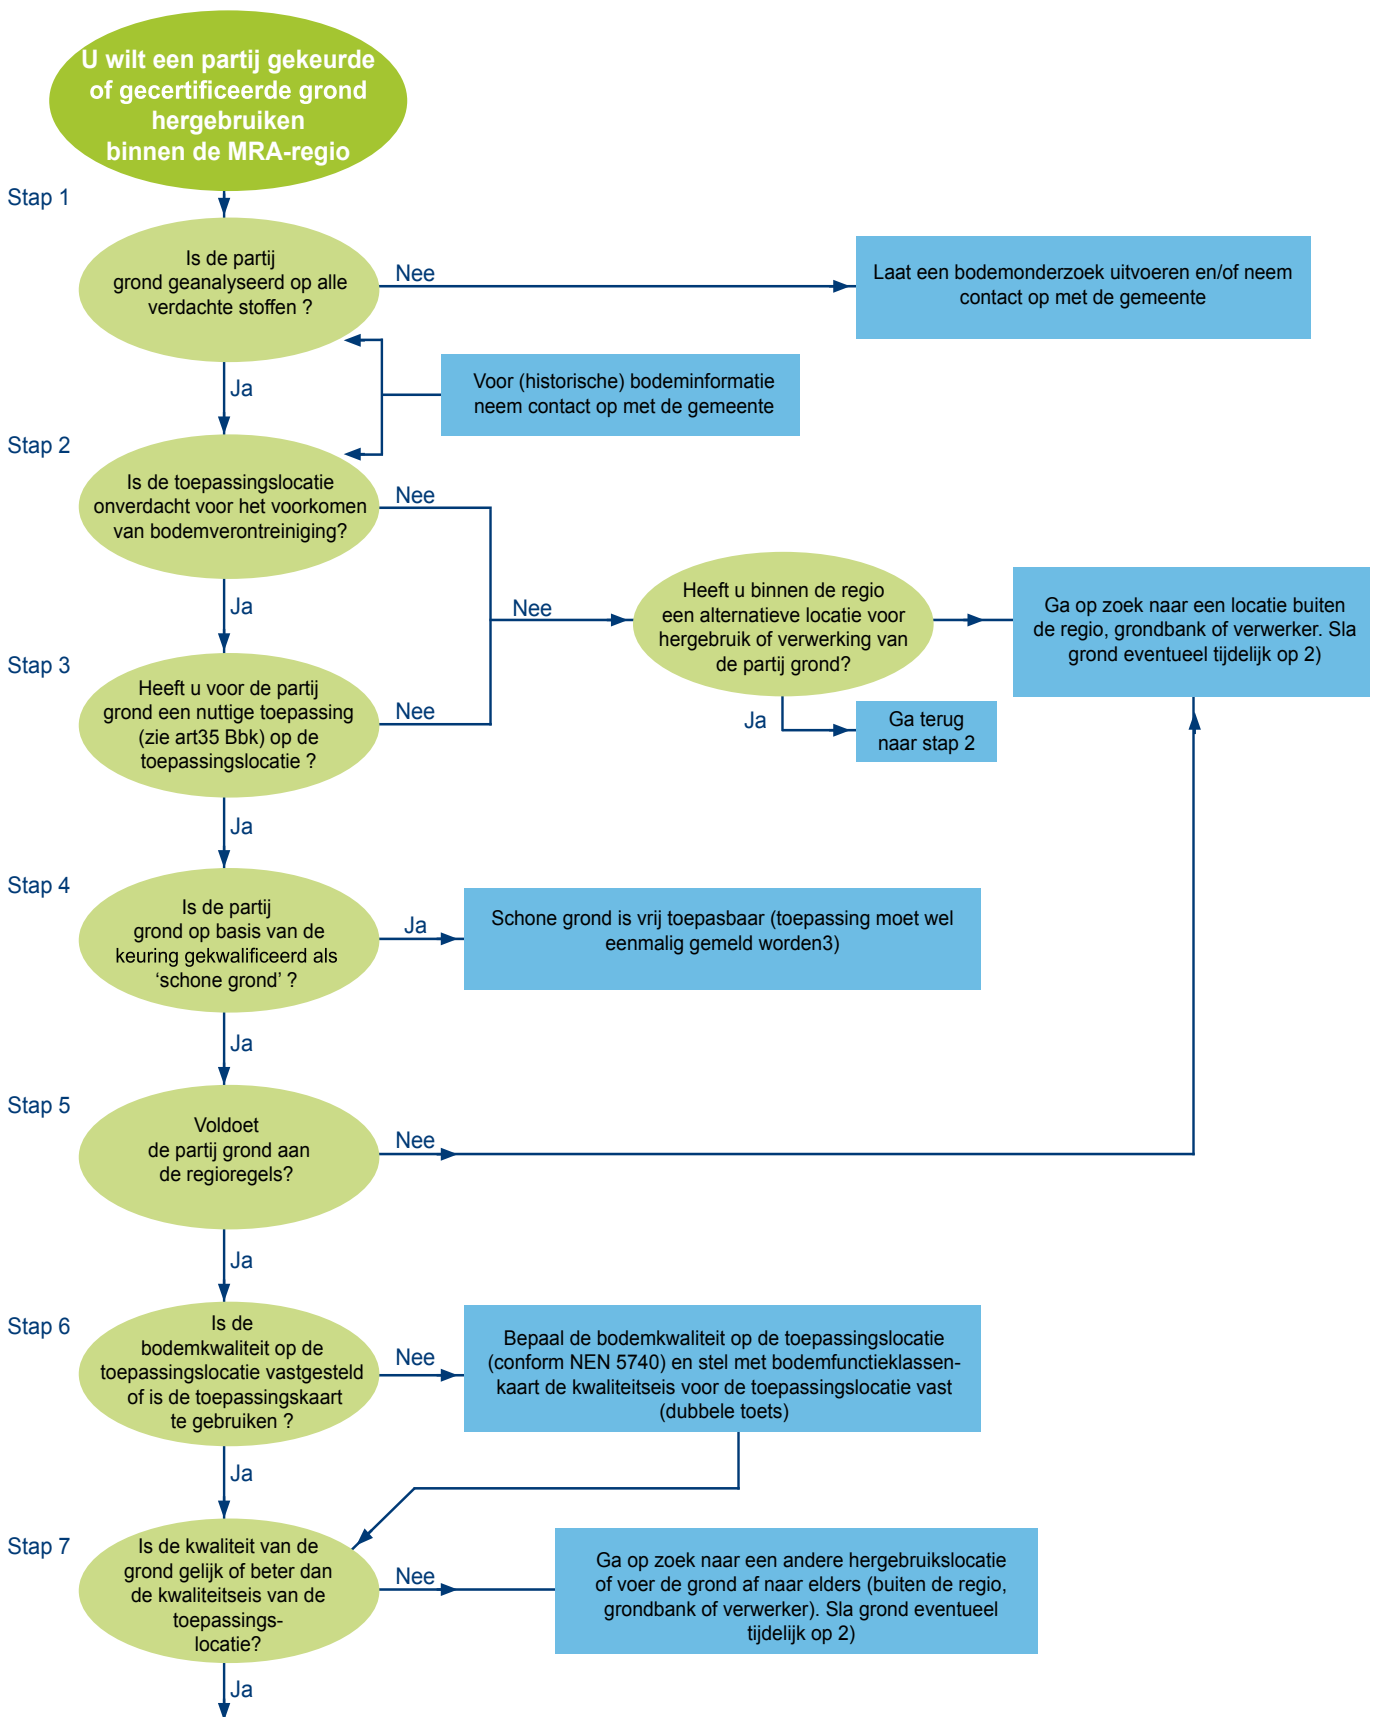 U wilt een partij gekeurde
of gecertificeerde grond
hergebruiken
binnen de MRA-regio
Stap 1
Is de partij
grond geanalyseerd op alle
verdachte stoffen ?
Nee
Laat een bodemonderzoek uitvoeren en/of neem
contact op met de gemeente
Ja
Voor (historische) bodeminformatie
neem contact op met de gemeente
Stap 2
Is de toepassingslocatie
onverdacht voor het voorkomen
van bodemverontreiniging?
Nee
Ja
Nee
Heeft u binnen de regio
een alternatieve locatie voor
hergebruik of verwerking van
de partij grond?
Ga op zoek naar een locatie buiten
de regio, grondbank of verwerker. Sla
grond eventueel tijdelijk op 2)
Stap 3
Heeft u voor de partij
grond een nuttige toepassing
(zie art35 Bbk) op de
toepassingslocatie ?
Nee
Ja
Ga terug
naar stap 2
Ja
Stap 4
Is de partij
grond op basis van de
keuring gekwalificeerd als
‘schone grond’ ?
Ja
Schone grond is vrij toepasbaar (toepassing moet wel
eenmalig gemeld worden3)
Ja
Stap 5
Voldoet
de partij grond aan
de regioregels?
Nee
Ja
Stap 6
Is de
bodemkwaliteit op de
toepassingslocatie vastgesteld
of is de toepassingskaart
te gebruiken ?
Nee
Bepaal de bodemkwaliteit op de toepassingslocatie
(conform NEN 5740) en stel met bodemfunctieklassen-
kaart de kwaliteitseis voor de toepassingslocatie vast
(dubbele toets)
Ja
Stap 7
Is de kwaliteit van de
grond gelijk of beter dan
de kwaliteitseis van de
toepassings-
locatie?
Nee
Ga op zoek naar een andere hergebruikslocatie
of voer de grond af naar elders (buiten de regio,
grondbank of verwerker). Sla grond eventueel
tijdelijk op 2)
Ja